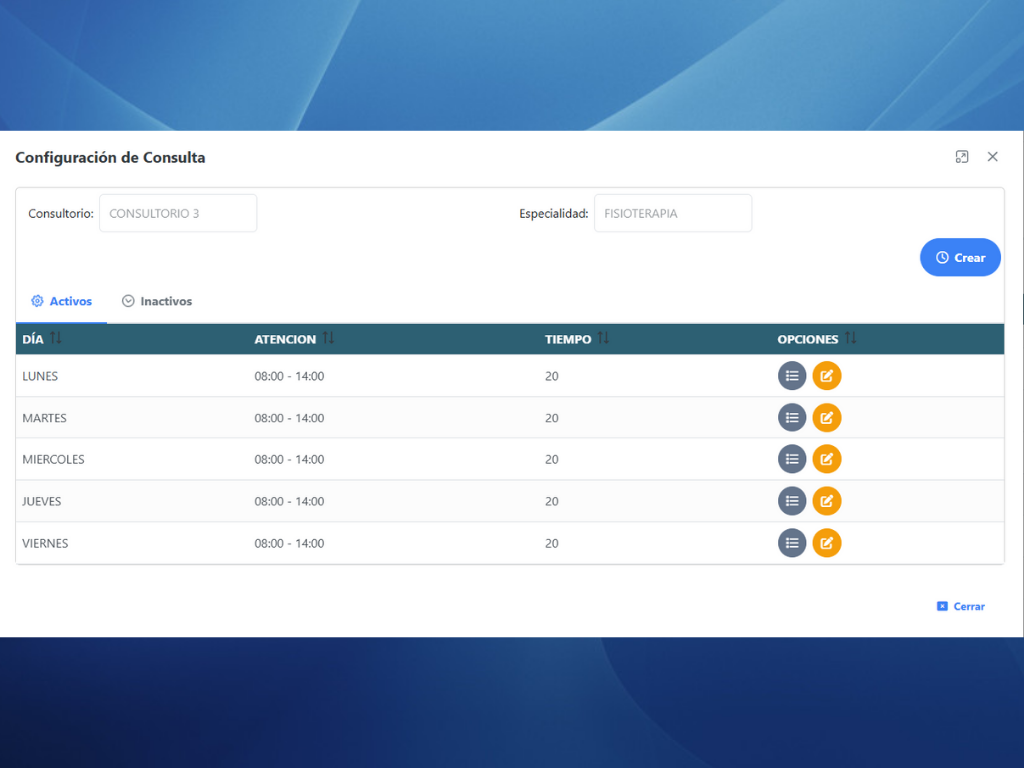 Configuración de Consulta
Consultorio: CONSULTORIO 3 Especialidad: FISIOTERAPIA
Crear
Activos Inactivos
DÍA ATENCION TIEMPO OPCIONES
LUNES 08:00 - 14:00 20
MARTES 08:00 - 14:00 20
MIERCOLES 08:00 - 14:00 20
JUEVES 08:00 - 14:00 20
VIERNES 08:00 - 14:00 20
Cerrar